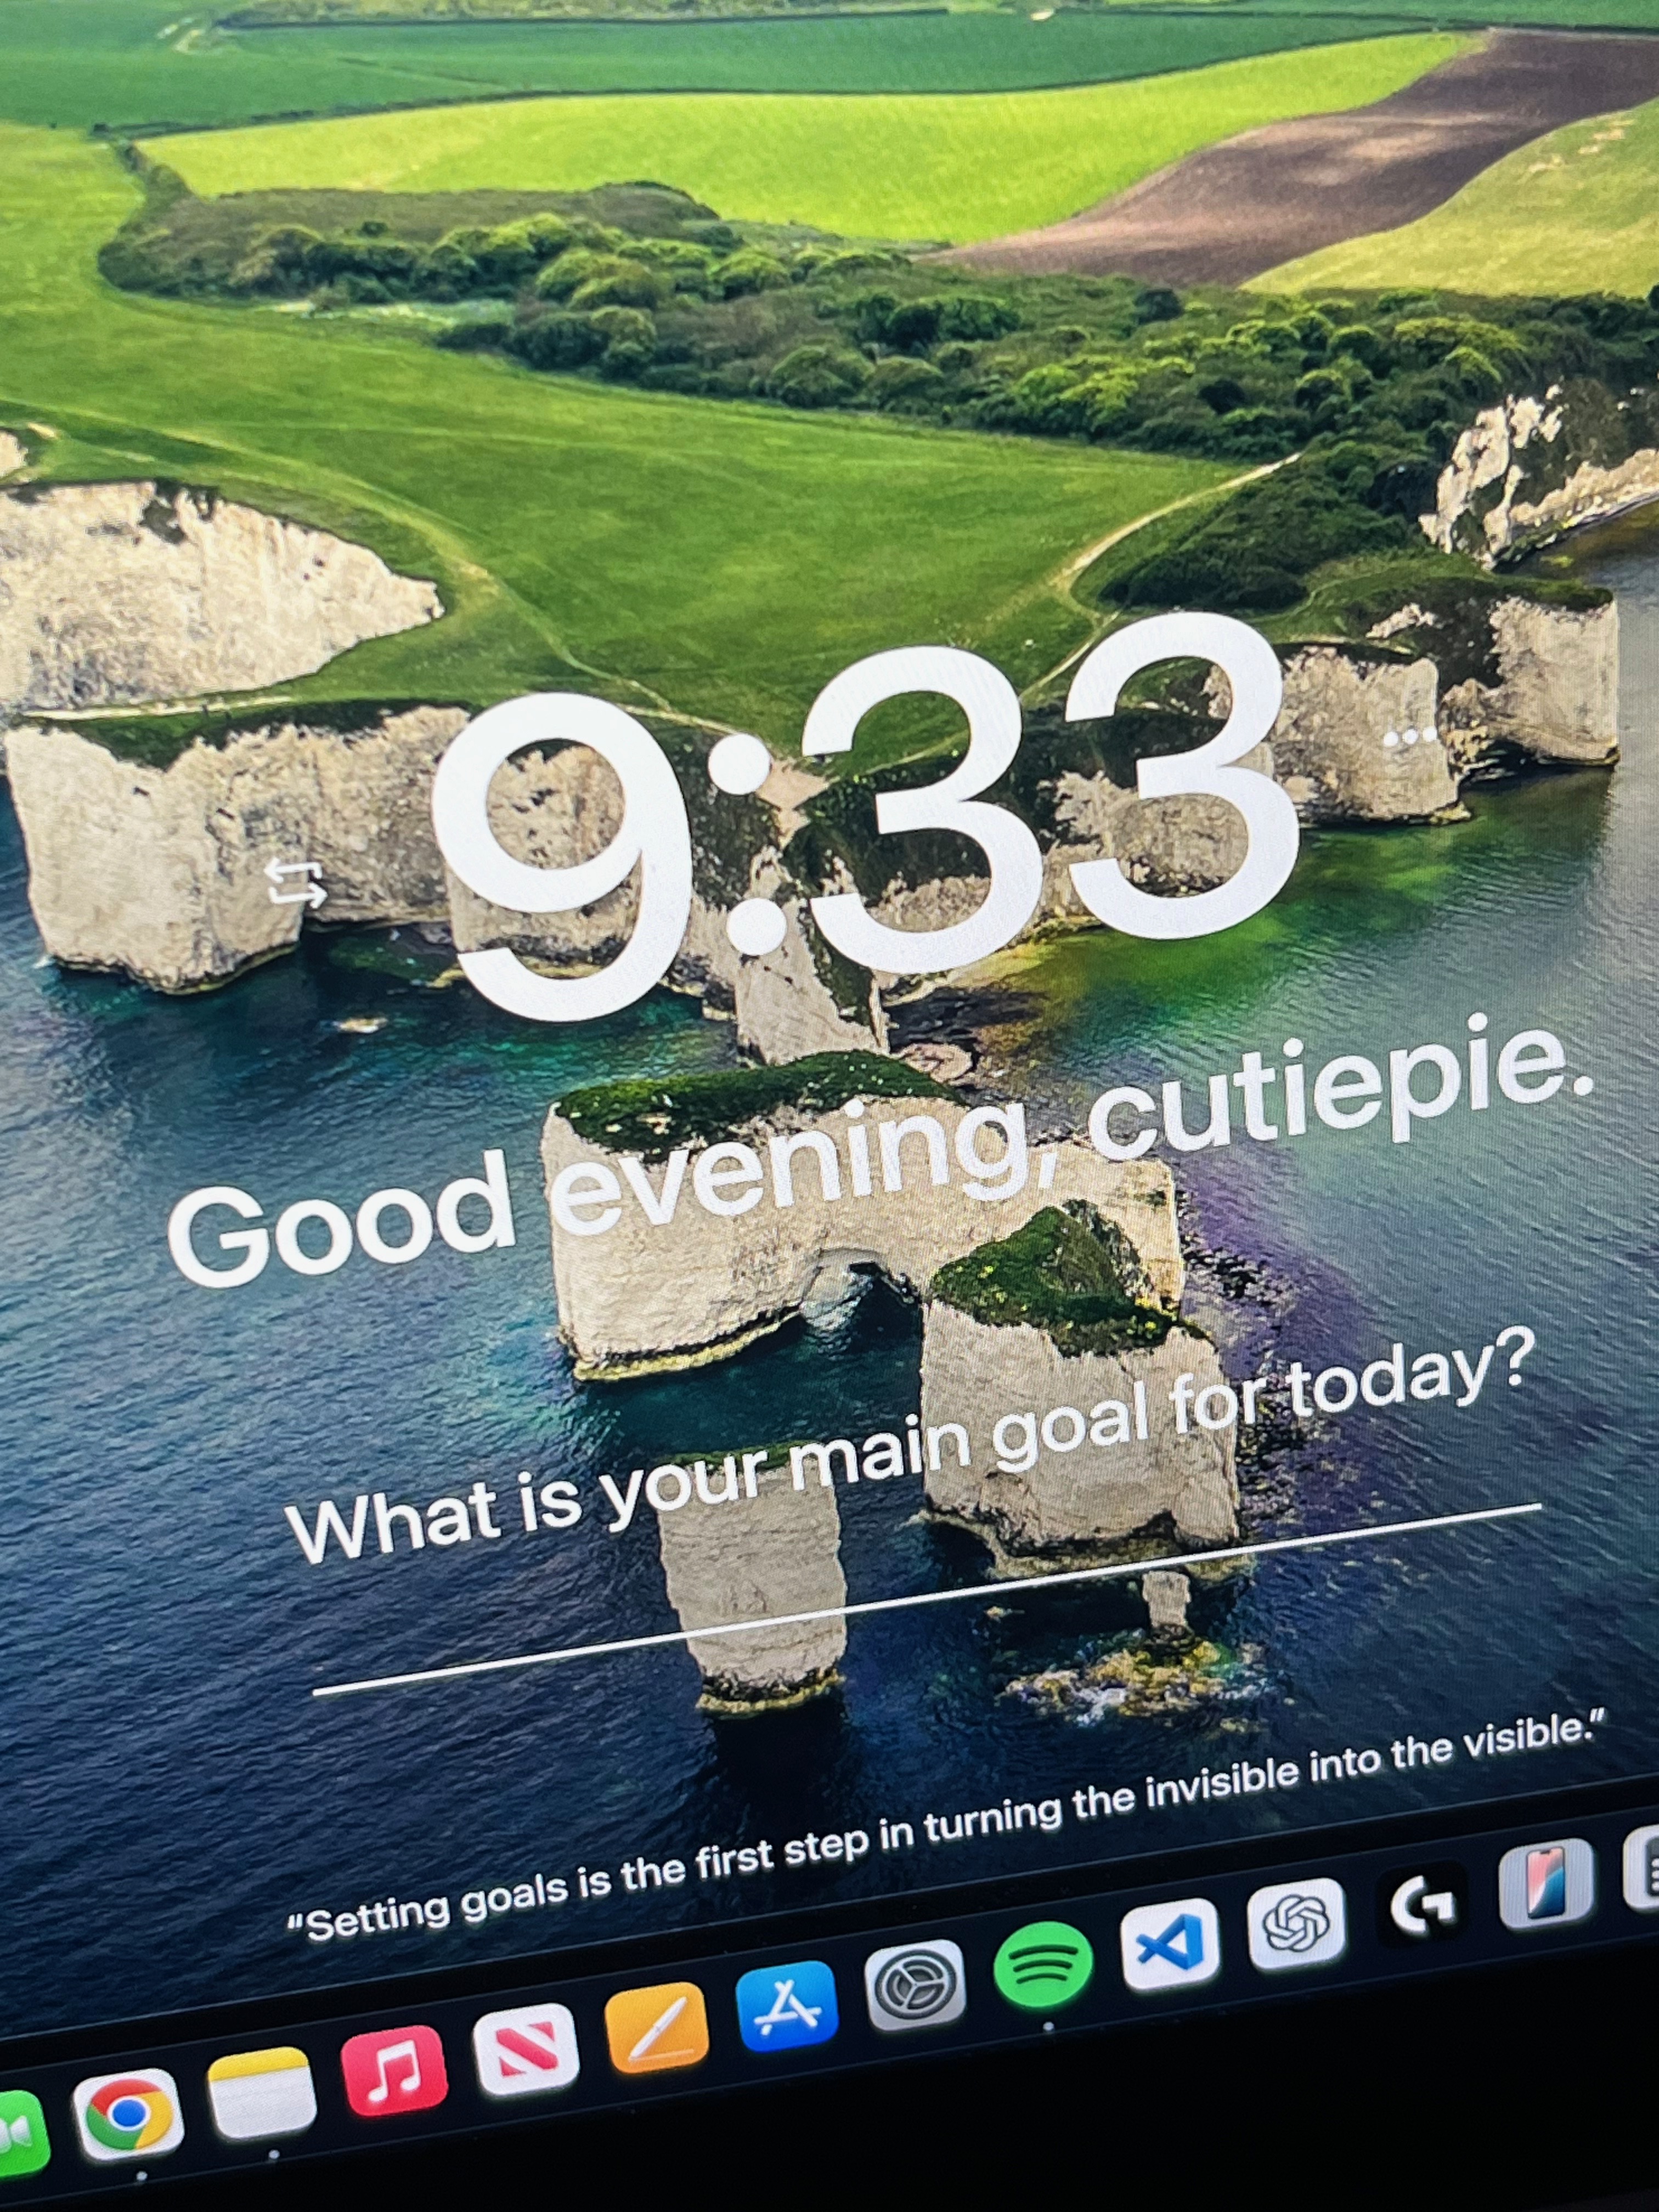 9:33
Good evening, cutiepie.
What is your main goal for today?
"Setting goals is the first step in turning the invisible into the visible."